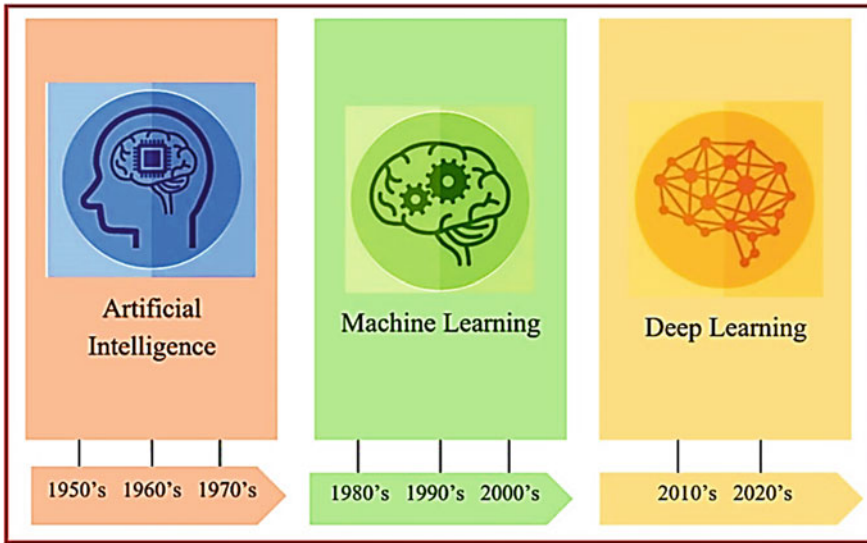 Artificial
Intelligence
Machine Learning
Deep Learning
1950's 1960's 1970's
1980's 1990's 2000's
2010's 2020's